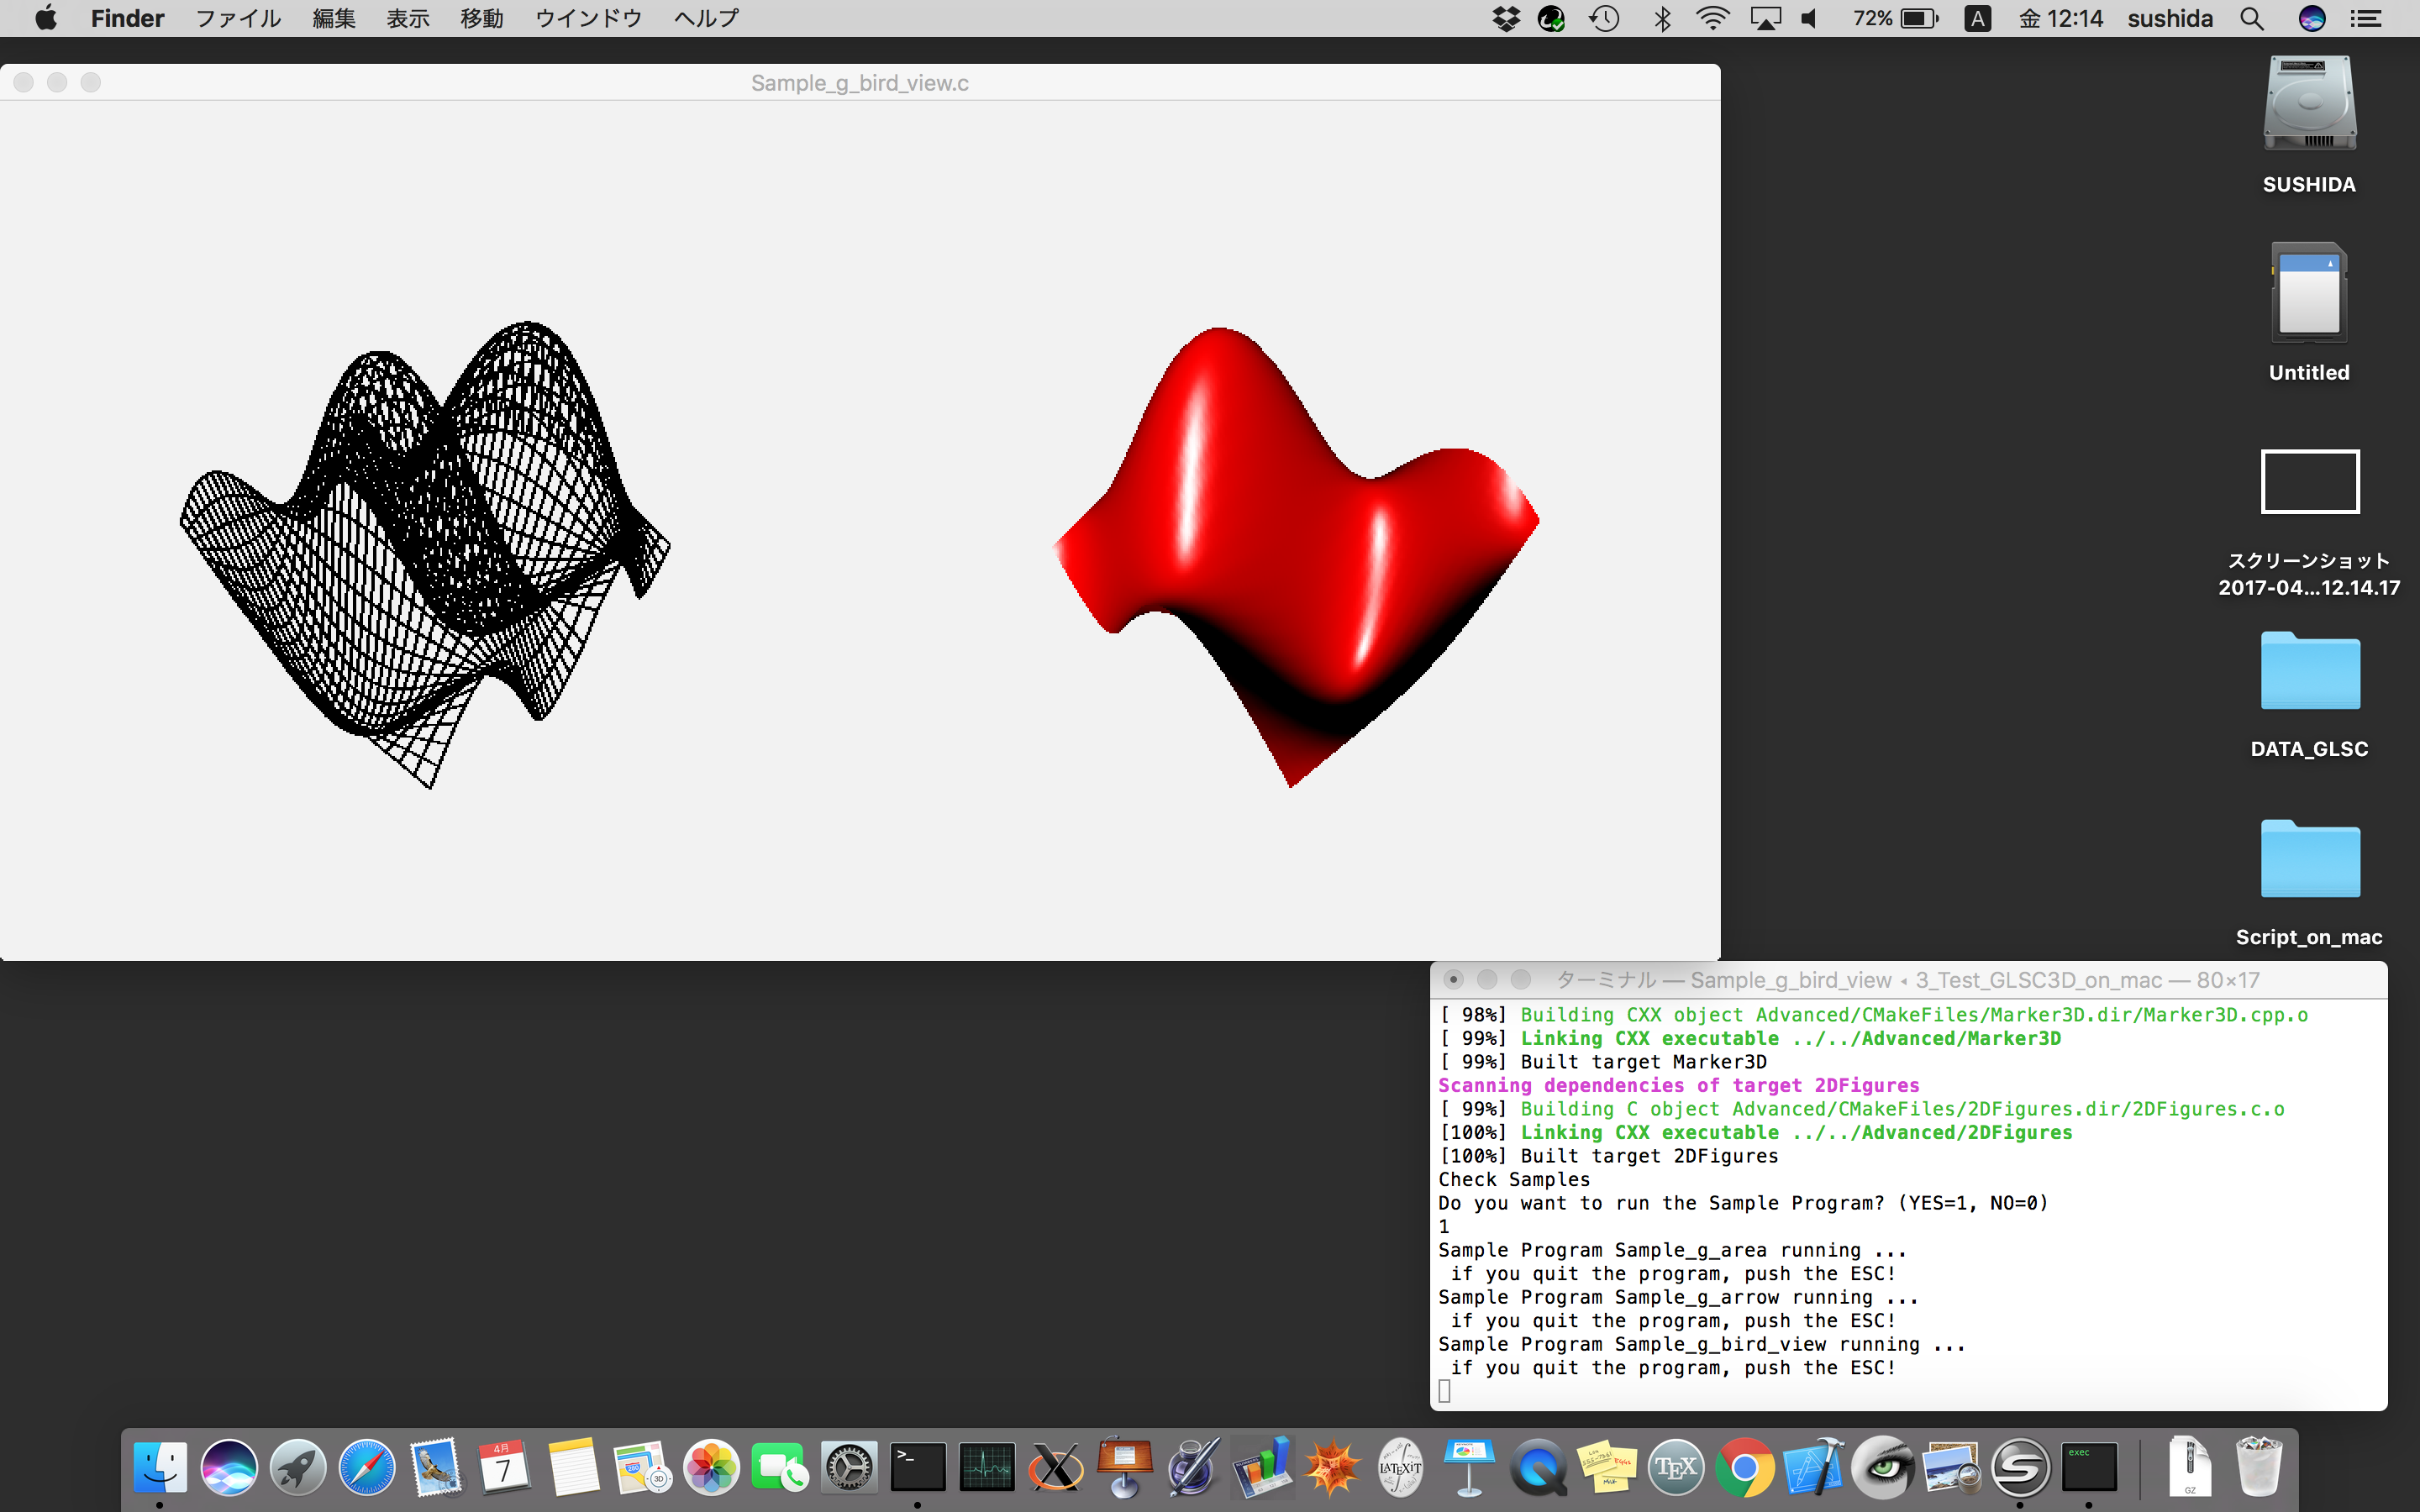 Finder ファイル 編集 表示 移動 ウインドウ ヘルプ 72% A 金 12:14 sushida
Sample_g_bird_view.c
SUSHIDA
Untitled
スクリーンショット
2017-04...12.14.17
DATA_GLSC
Script_on_mac
ターミナル — Sample_g_bird_view ◂ 3_Test_GLSC3D_on_mac — 80×17
[ 98%] Building CXX object Advanced/CMakeFiles/Marker3D.dir/Marker3D.cpp.o
[ 99%] Linking CXX executable ../../Advanced/Marker3D
[ 99%] Built target Marker3D
Scanning dependencies of target 2DFigures
[ 99%] Building C object Advanced/CMakeFiles/2DFigures.dir/2DFigures.c.o
[100%] Linking CXX executable ../../Advanced/2DFigures
[100%] Built target 2DFigures
Check Samples
Do you want to run the Sample Program? (YES=1, NO=0)
1
Sample Program Sample_g_area running ...
if you quit the program, push the ESC!
Sample Program Sample_g_arrow running ...
if you quit the program, push the ESC!
Sample Program Sample_g_bird_view running ...
if you quit the program, push the ESC!
4月
7
3D
>_
LATEXiT
TEX
exec
GZ